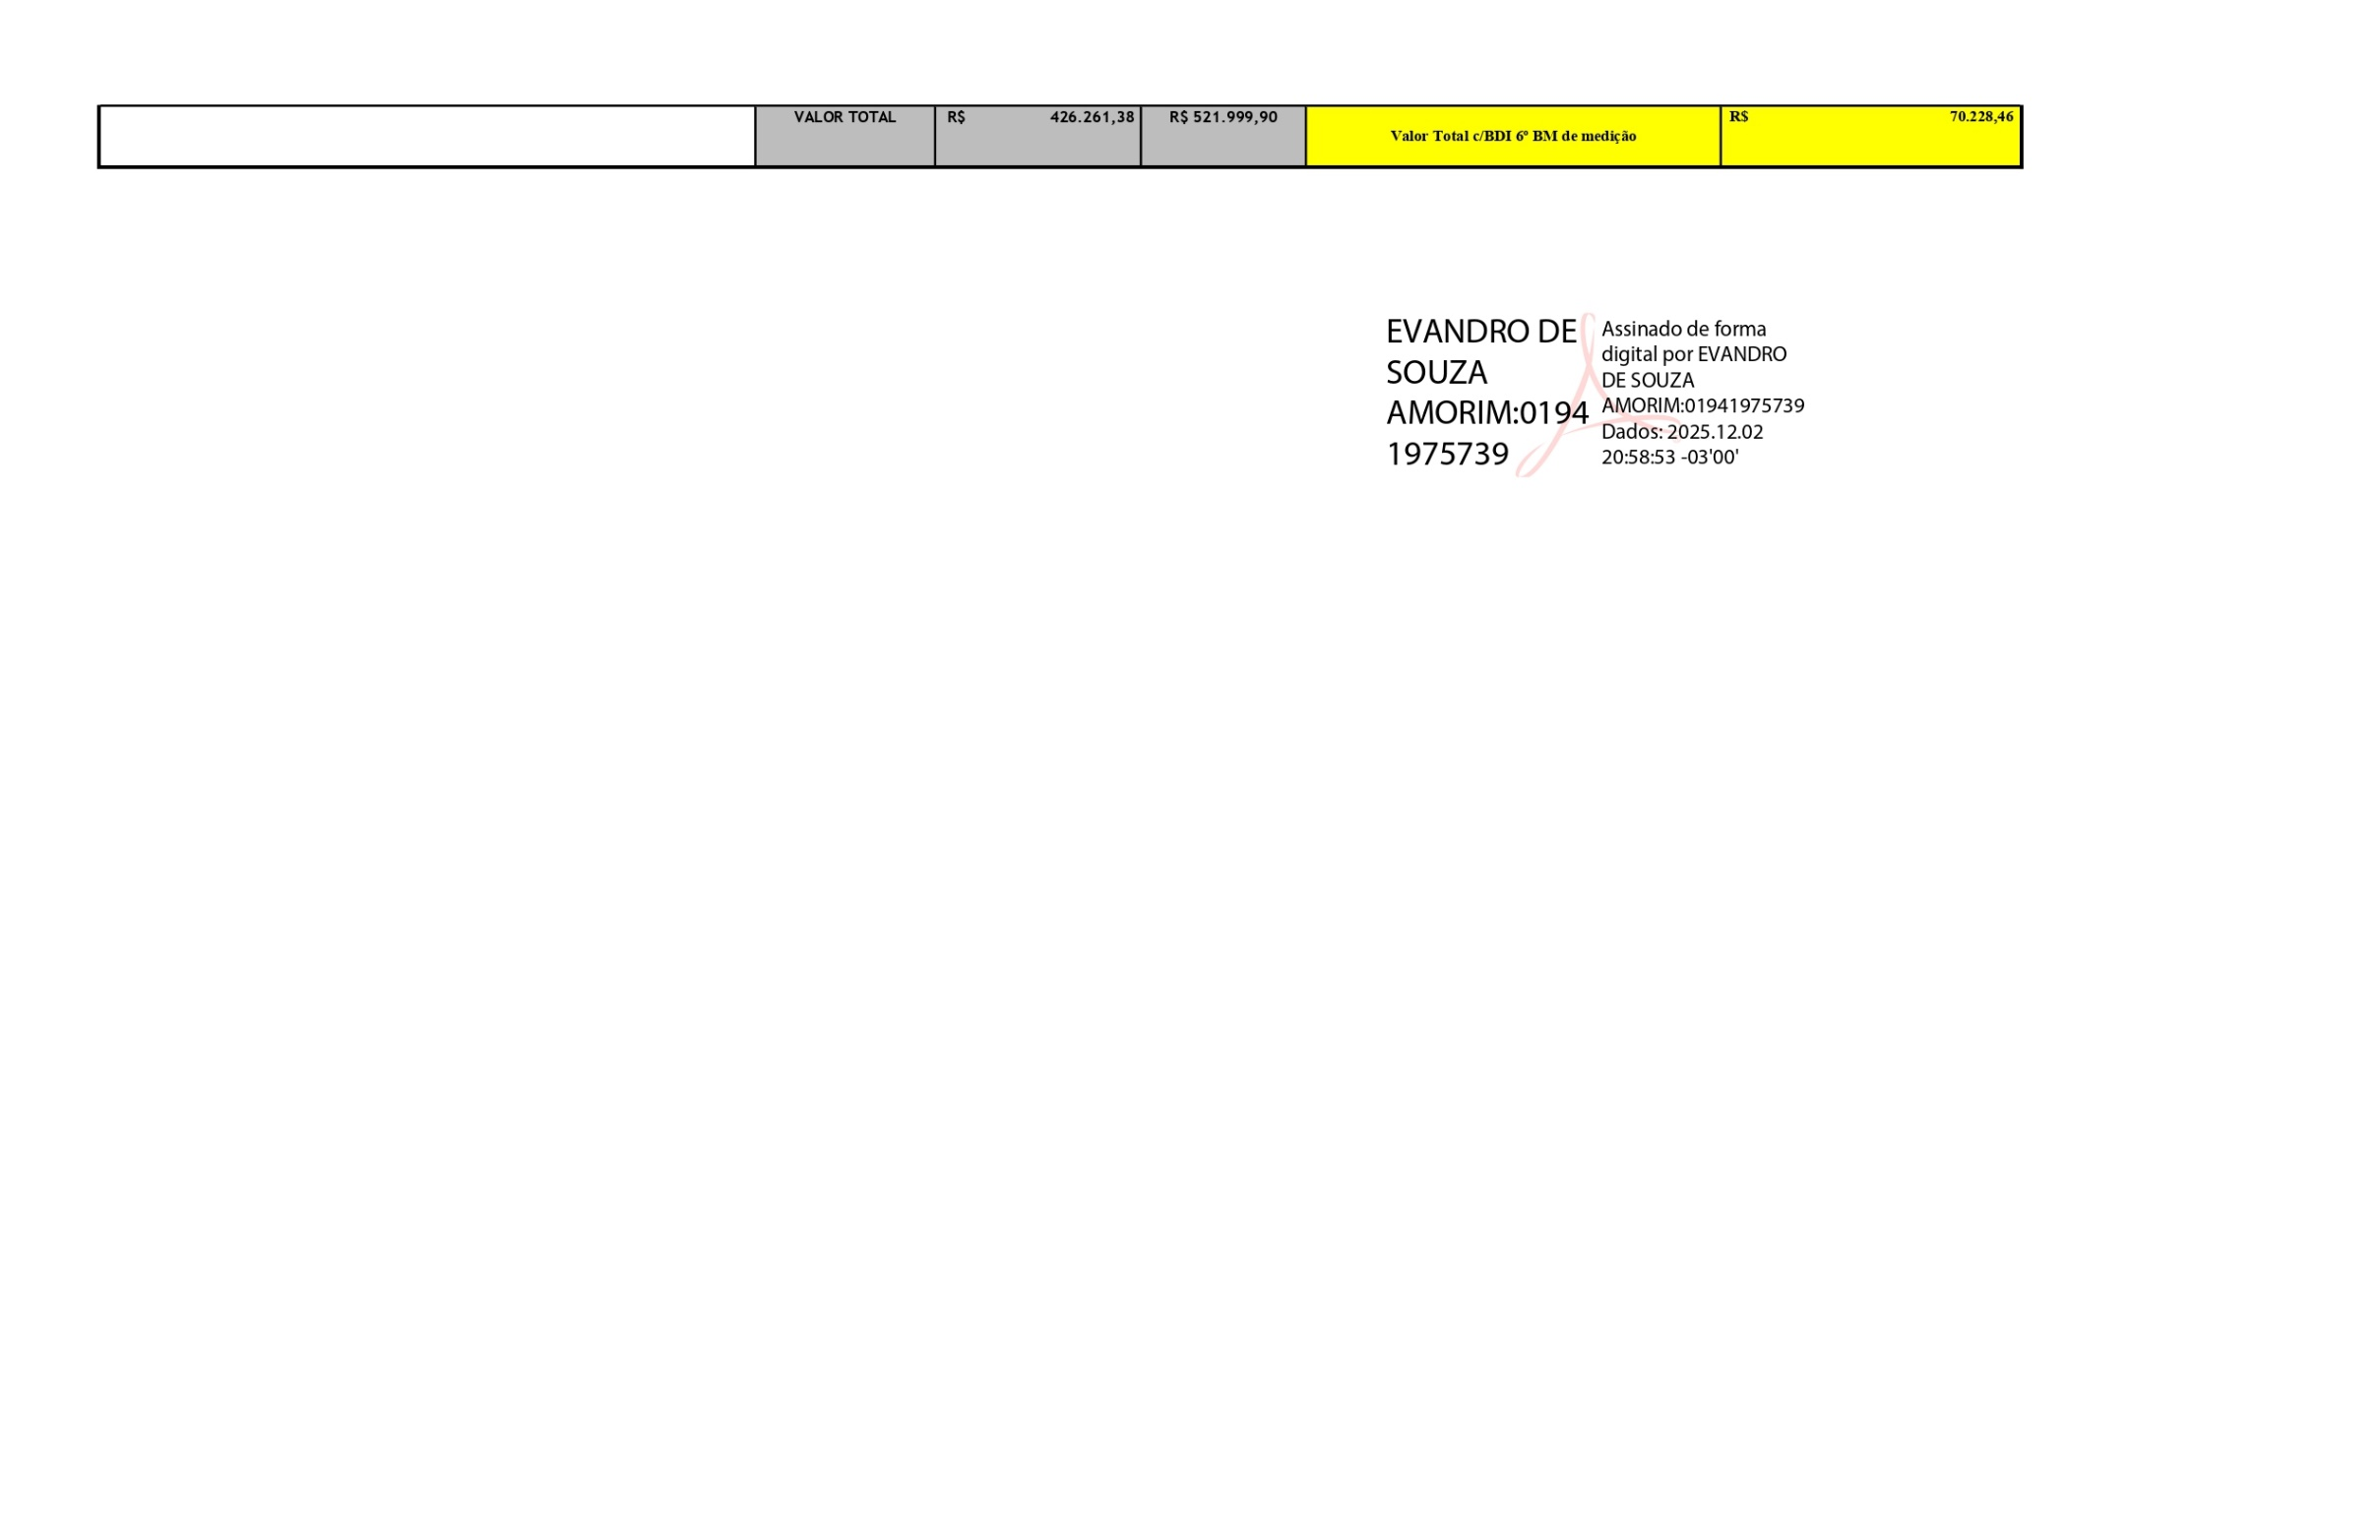 VALOR TOTAL R$ 426.261,38 R$ 521.999,90 Valor Total c/BDI 6º BM de medição R$ 70.228,46
EVANDRO DE
SOUZA
AMORIM:0194
1975739
Assinado de forma
digital por EVANDRO
DE SOUZA
AMORIM:01941975739
Dados: 2025.12.02
20:58:53 -03'00'